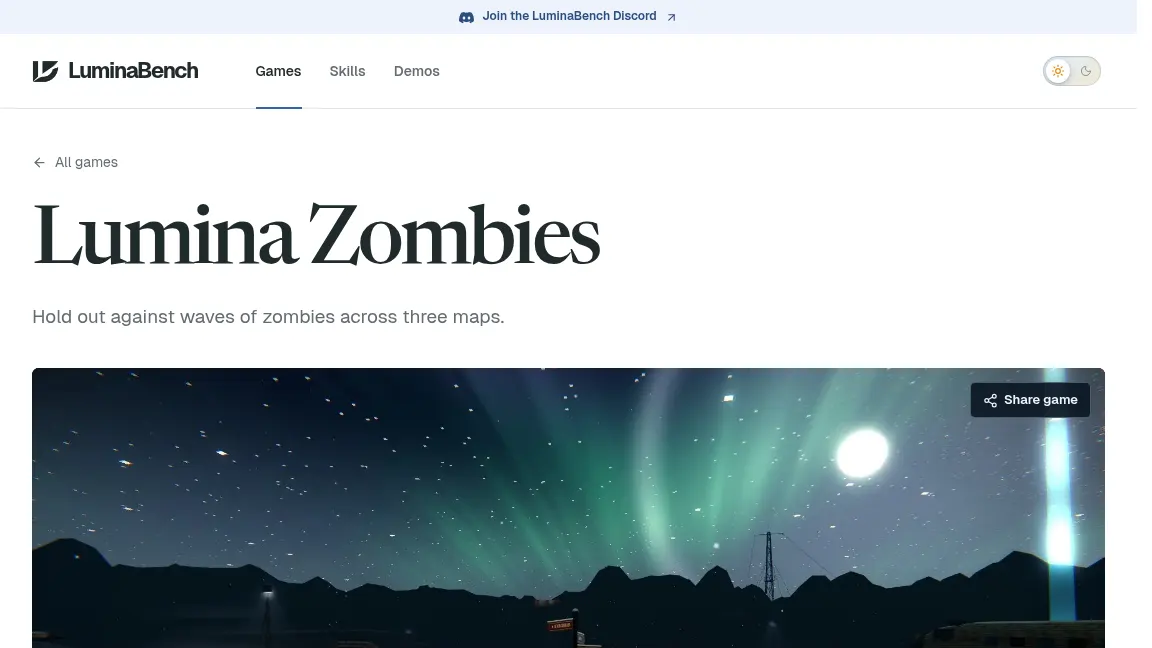 Join the LuminaBench Discord
LuminaBench
Games
Skills
Demos
All games
Lumina Zombies
Hold out against waves of zombies across three maps.
Share game